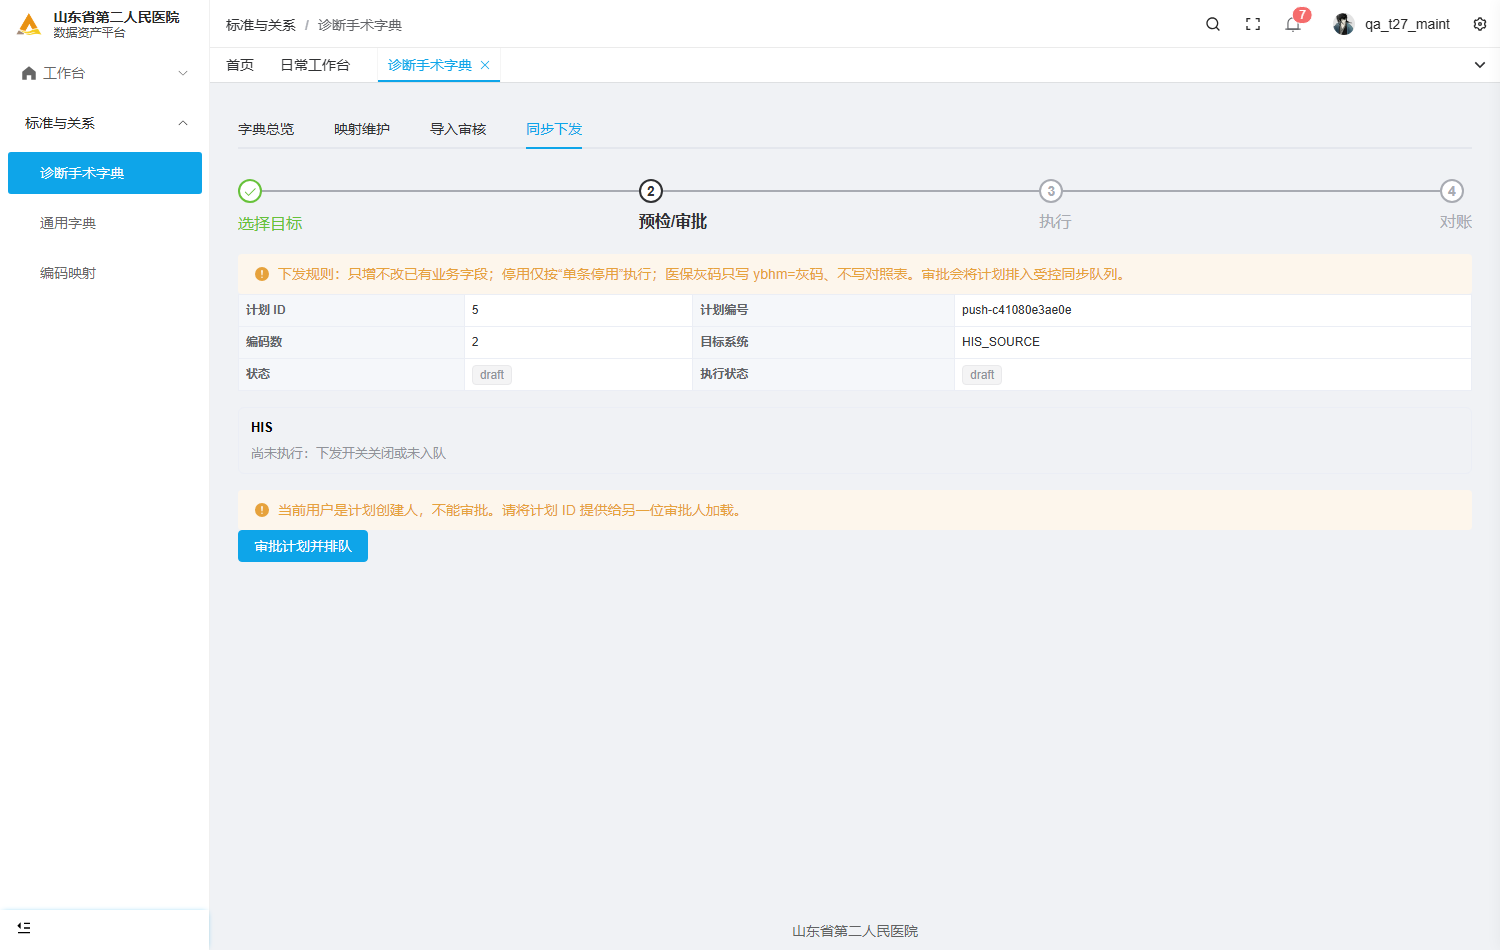 山东省第二人民医院
数据资产平台
工作台
标准与关系
诊断手术字典
通用字典
编码映射
标准与关系 / 诊断手术字典
7
qa_t27_maint
首页
日常工作台
诊断手术字典
字典总览
映射维护
导入审核
同步下发
2
3
4
选择目标
预检/审批
执行
对账
下发规则：只增不改已有业务字段；停用仅按“单条停用”执行；医保灰码只写 ybhm=灰码、不写对照表。审批会将计划排入受控同步队列。
计划 ID
5
计划编号
push-c41080e3ae0e
编码数
2
目标系统
HIS_SOURCE
状态
draft
执行状态
draft
HIS
尚未执行：下发开关关闭或未入队
当前用户是计划创建人，不能审批。请将计划 ID 提供给另一位审批人加载。
审批计划并排队
山东省第二人民医院